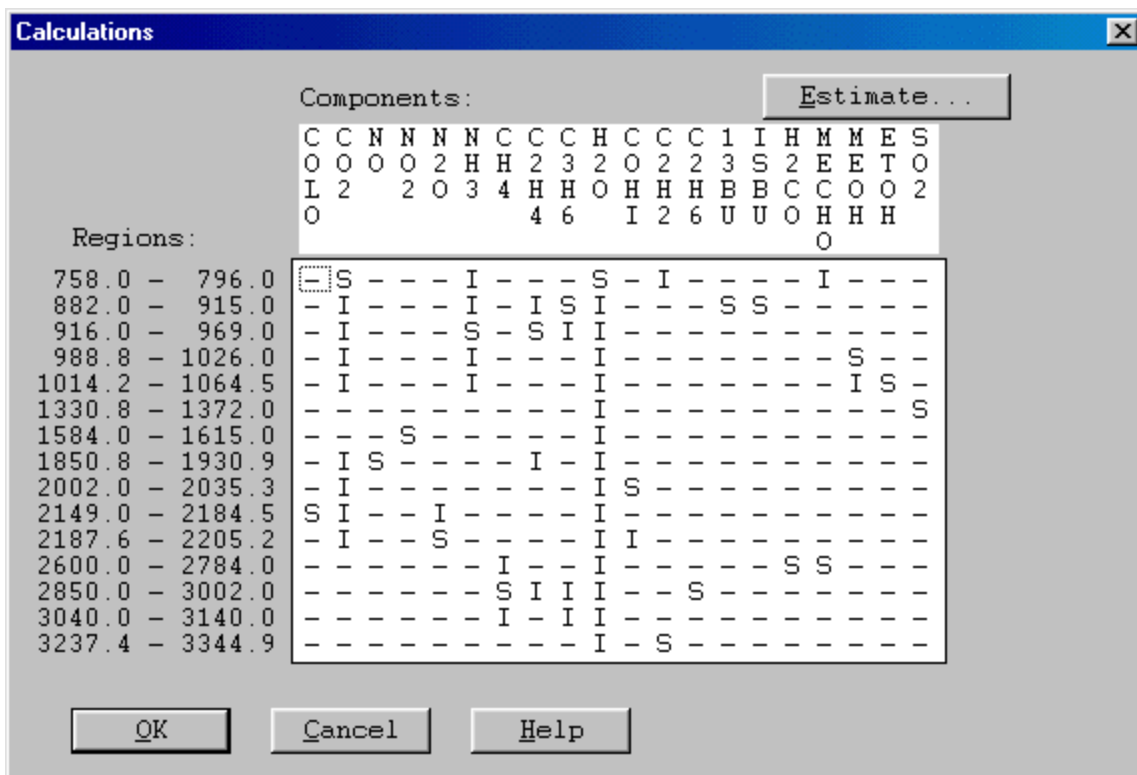 Calculations
Components:
Estimate...
C C N N N N C C C H C C C 1 I H M M E S
O O O O 2 H H 2 3 2 O 2 2 3 S 2 E E T O
L 2 2 O 3 4 H H O H H H B B C C O O 2
O 4 6 I 2 6 U U O H H H
O
Regions:
758.0 – 796.0 - S - - - I - - - S - I - - - - I - - -
882.0 – 915.0 - I - - - I - I S I - - - S S - - - - -
916.0 – 969.0 - I - - - S - S I I - - - - - - - - - -
988.8 – 1026.0 - I - - - I - - - I - - - - - - - S - -
1014.2 – 1064.5 - I - - - I - - - I - - - - - - - I S -
1330.8 – 1372.0 - - - - - - - - - I - - - - - - - - - S
1584.0 – 1615.0 - - - S - - - - - I - - - - - - - - - -
1850.8 – 1930.9 - I S - - - - I - I - - - - - - - - - -
2002.0 – 2035.3 - I - - - - - - - I S - - - - - - - - -
2149.0 – 2184.5 S I - - I - - - - I - - - - - - - - - -
2187.6 – 2205.2 - I - - S - - - - I I - - - - - - - - -
2600.0 – 2784.0 - - - - - - I - - I - - - - - S S - - -
2850.0 – 3002.0 - - - - - - S I I I - - S - - - - - - -
3040.0 – 3140.0 - - - - - - I - I I - - - - - - - - - -
3237.4 – 3344.9 - - - - - - - - - I - S - - - - - - - -
OK Cancel Help